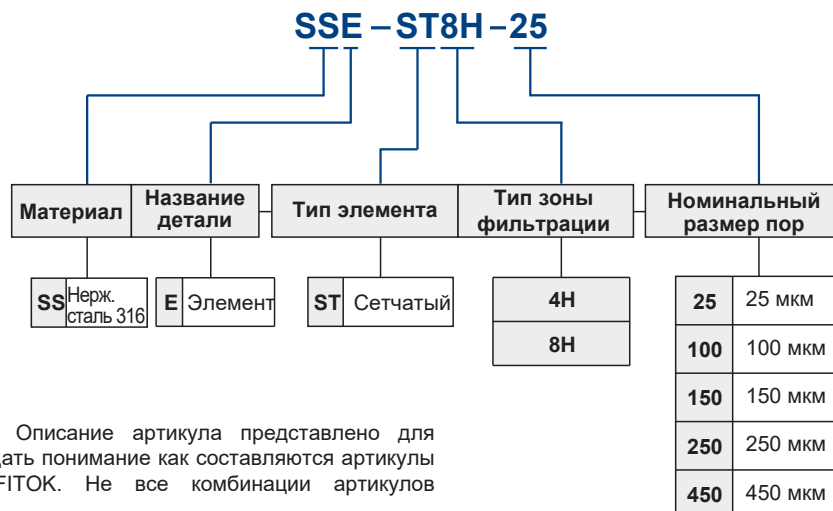 SSE – ST8H – 25
Материал
Название
детали
Тип элемента
Тип зоны
фильтрации
Номинальный
размер пор
SS Нерж.
сталь 316
E Элемент
ST Сетчатый
4H
8H
25 25 мкм
100 100 мкм
150 150 мкм
250 250 мкм
450 450 мкм
Описание артикула представлено для
понимание как составляются артикулы
FITOK. Не все комбинации артикулов